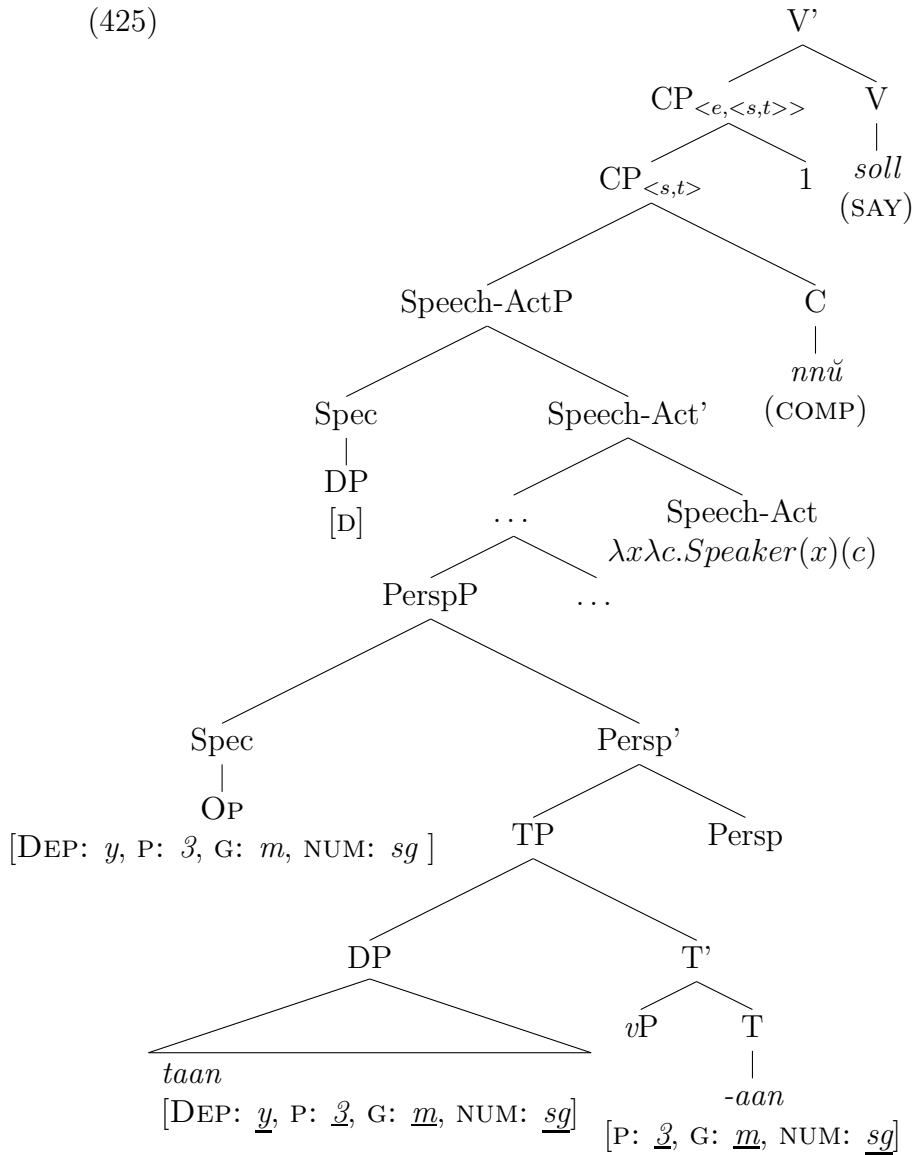 (425)
V'
CP<e,<s,t>> V
CP<s,t> 1 soll
(SAY)
Speech-ActP C
nnŭ
(COMP)
Spec Speech-Act'
DP
[D] … Speech-Act
λxλc.Speaker(x)(c)
PerspP …
Spec Persp'
OP
[DEP: y, P: 3, G: m, NUM: sg ] TP Persp
DP T'
vP T
taan -aan
[DEP: y, P: 3, G: m, NUM: sg] [P: 3, G: m, NUM: sg]